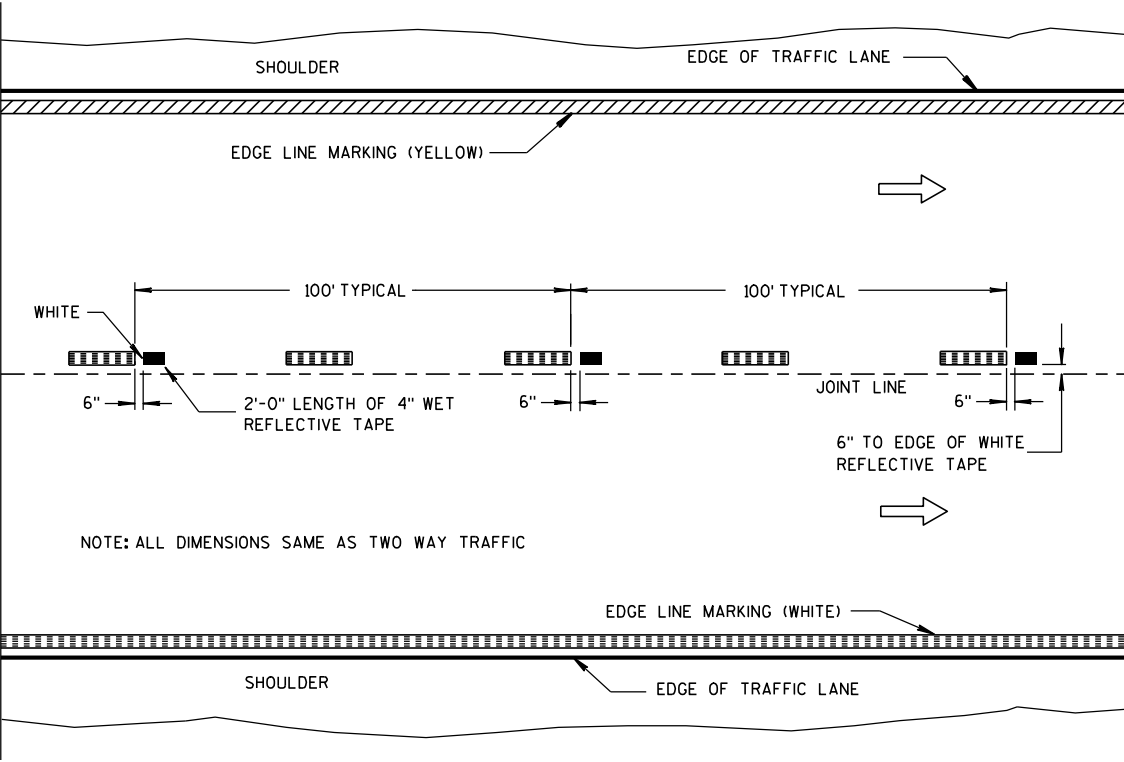 SHOULDER
EDGE OF TRAFFIC LANE
EDGE LINE MARKING (YELLOW)
100' TYPICAL
100' TYPICAL
WHITE
JOINT LINE
6"
2'-0" LENGTH OF 4" WET
REFLECTIVE TAPE
6"
6"
6" TO EDGE OF WHITE
REFLECTIVE TAPE
NOTE: ALL DIMENSIONS SAME AS TWO WAY TRAFFIC
EDGE LINE MARKING (WHITE)
SHOULDER
EDGE OF TRAFFIC LANE